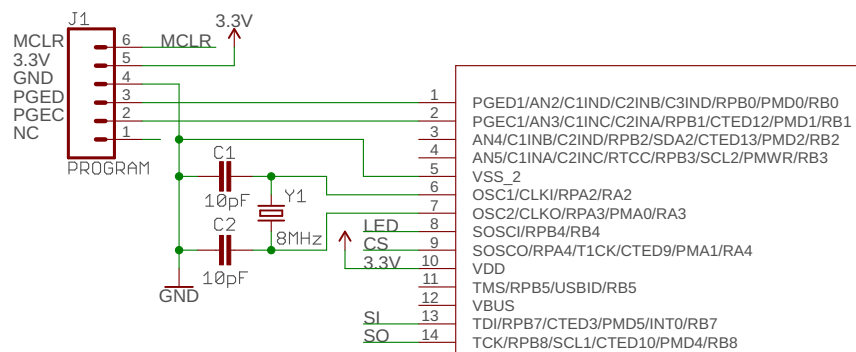 J1
3.3V
MCLR 6 MCLR
3.3V 5
GND 4
PGED 3
PGEC 2
NC 1
PROGRAM
C1
10pF
Y1
8MHz
C2
10pF
GND
LED
CS
3.3V
SI
SO
1 PGED1/AN2/C1IND/C2INB/C3IND/RPB0/PMD0/RB0
2 PGEC1/AN3/C1INC/C2INA/RPB1/CTED12/PMD1/RB1
3 AN4/C1INB/C2IND/RPB2/SDA2/CTED13/PMD2/RB2
4 AN5/C1INA/C2INC/RTCC/RPB3/SCL2/PMWR/RB3
5 VSS_2
6 OSC1/CLKI/RPA2/RA2
7 OSC2/CLKO/RPA3/PMA0/RA3
8 SOSCI/RPB4/RB4
9 SOSCO/RPA4/T1CK/CTED9/PMA1/RA4
10 VDD
11 TMS/RPB5/USBID/RB5
12 VBUS
13 TDI/RPB7/CTED3/PMD5/INT0/RB7
14 TCK/RPB8/SCL1/CTED10/PMD4/RB8